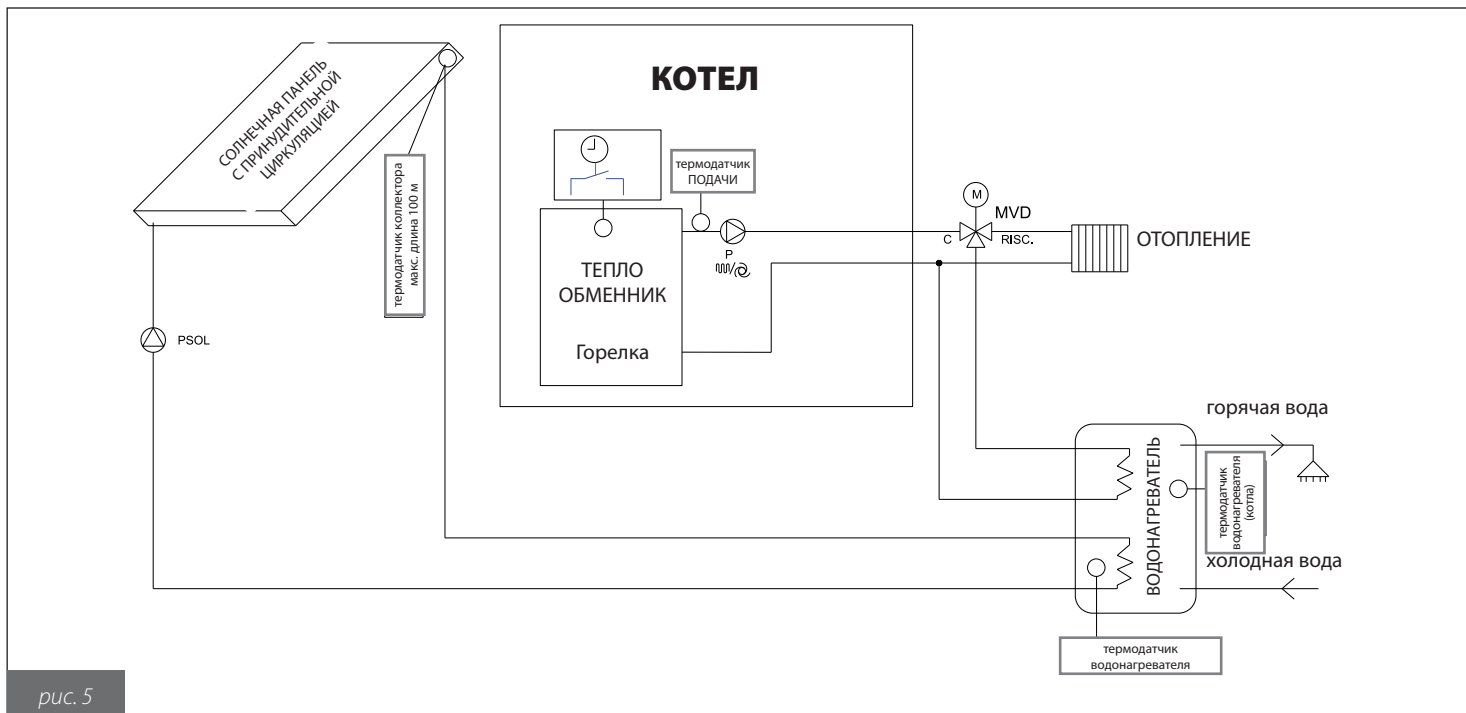 СОЛНЕЧНАЯ ПАНЕЛЬ
С ПРИНУДИТЕЛЬНОЙ
ЦИРКУЛЯЦИЕЙ
термодатчик коллектора
макс. длина 100 м
PSOL
КОТЕЛ
термодатчик
ПОДАЧИ
P
ТЕПЛО
ОБМЕННИК
Горелка
M
MVD
C
RISC.
ОТОПЛЕНИЕ
горячая вода
ВОДОНАГРЕВАТЕЛЬ
термодатчик
водонагревателя
(котла)
холодная вода
термодатчик
водонагревателя
рис. 5